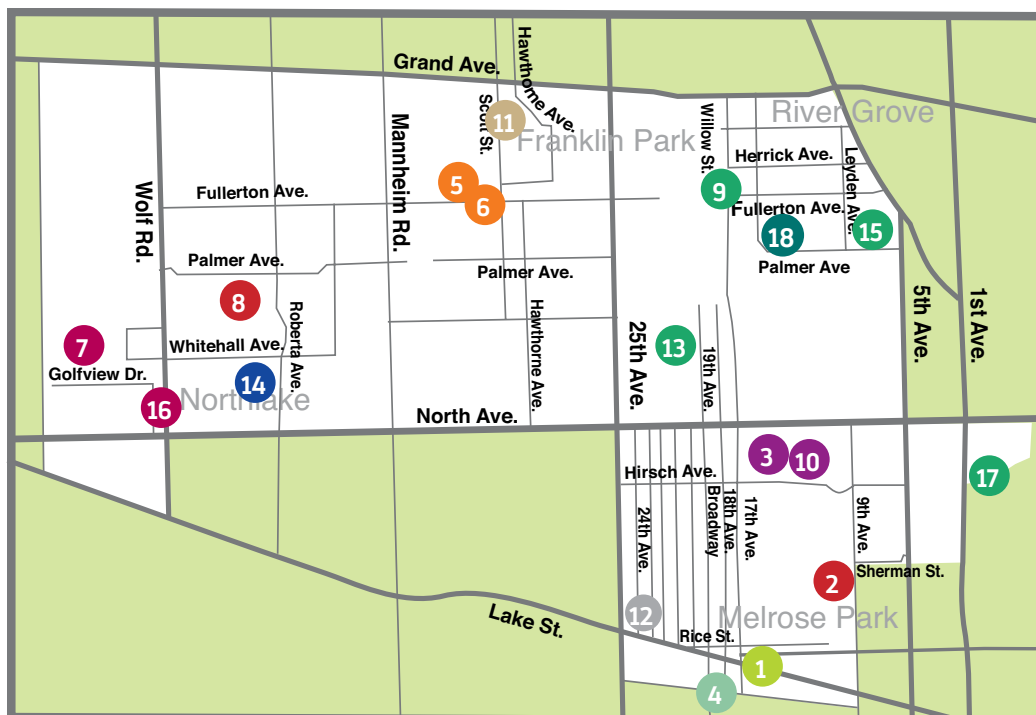 Grand Ave.
Hawthorne Ave.
Scott St.
11
Franklin Park
River Grove
Willow St.
Herrick Ave.
Leyden Ave.
Mannheim Rd.
Wolf Rd.
Fullerton Ave.
5
6
9
Fullerton Ave.
18
15
Palmer Ave
Palmer Ave.
Palmer Ave.
8
Roberta Ave.
Hawthorne Ave.
25th Ave.
13
19th Ave.
5th Ave.
1st Ave.
7
Whitehall Ave.
Golfview Dr.
14
Northlake
16
North Ave.
3
10
Hirsch Ave.
17
24th Ave.
Broadway
18th Ave.
17th Ave.
9th Ave.
Sherman St.
2
12
Melrose Park
Lake St.
Rice St.
1
4